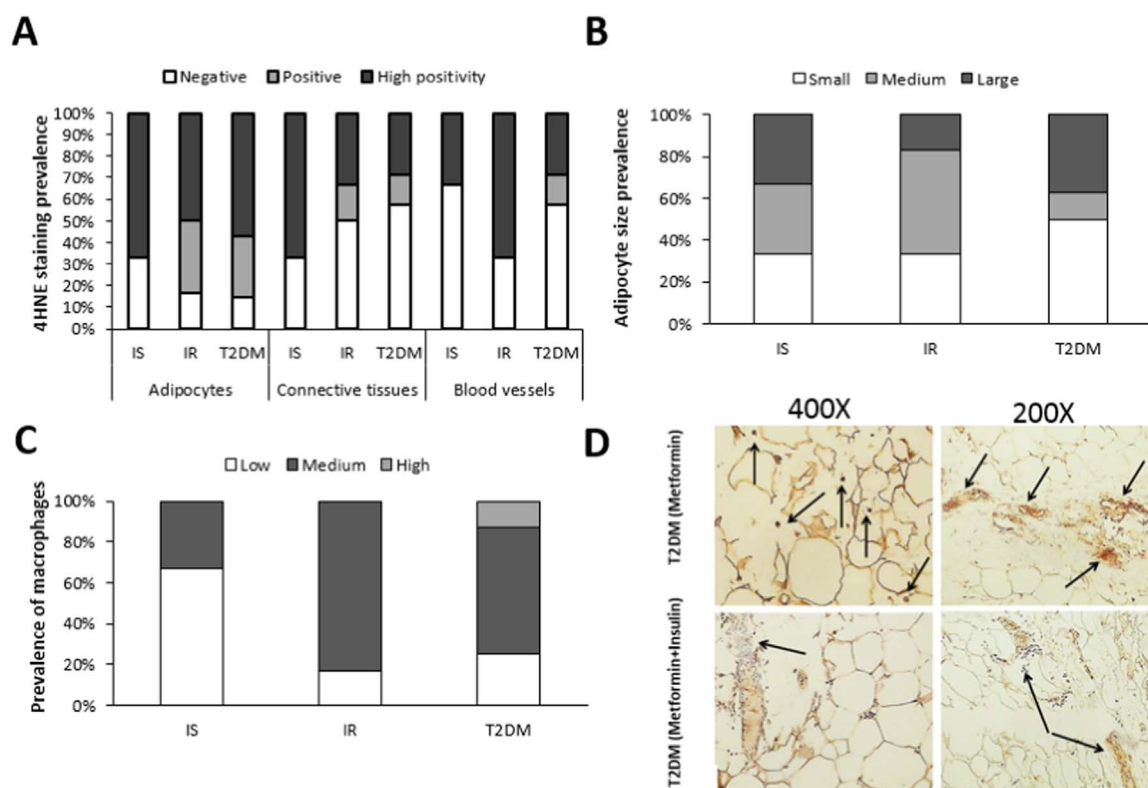 A
Negative Positive High positivity
4HNE staining prevalence
100%
90%
80%
70%
60%
50%
40%
30%
20%
10%
0%
IS IR T2DM IS IR T2DM IS IR T2DM
Adipocytes Connective tissues Blood vessels
B
Small Medium Large
Adipocyte size prevalence
100%
80%
60%
40%
20%
0%
IS IR T2DM
C
Low Medium High
Prevalence of macrophages
100%
80%
60%
40%
20%
0%
IS IR T2DM
D
400X 200X
T2DM (Metformin)
T2DM (Metformin+Insulin)